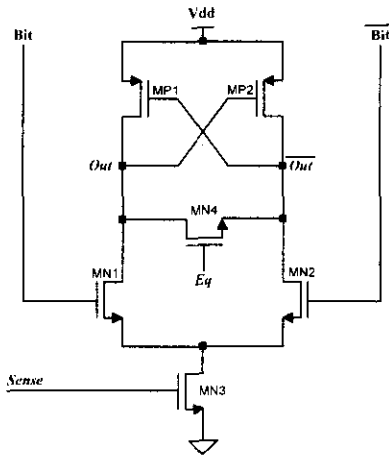 Vdd
Bit
Bit
MP1
MP2
Out
Out
MN4
MN1
MN2
Eq
Sense
MN3